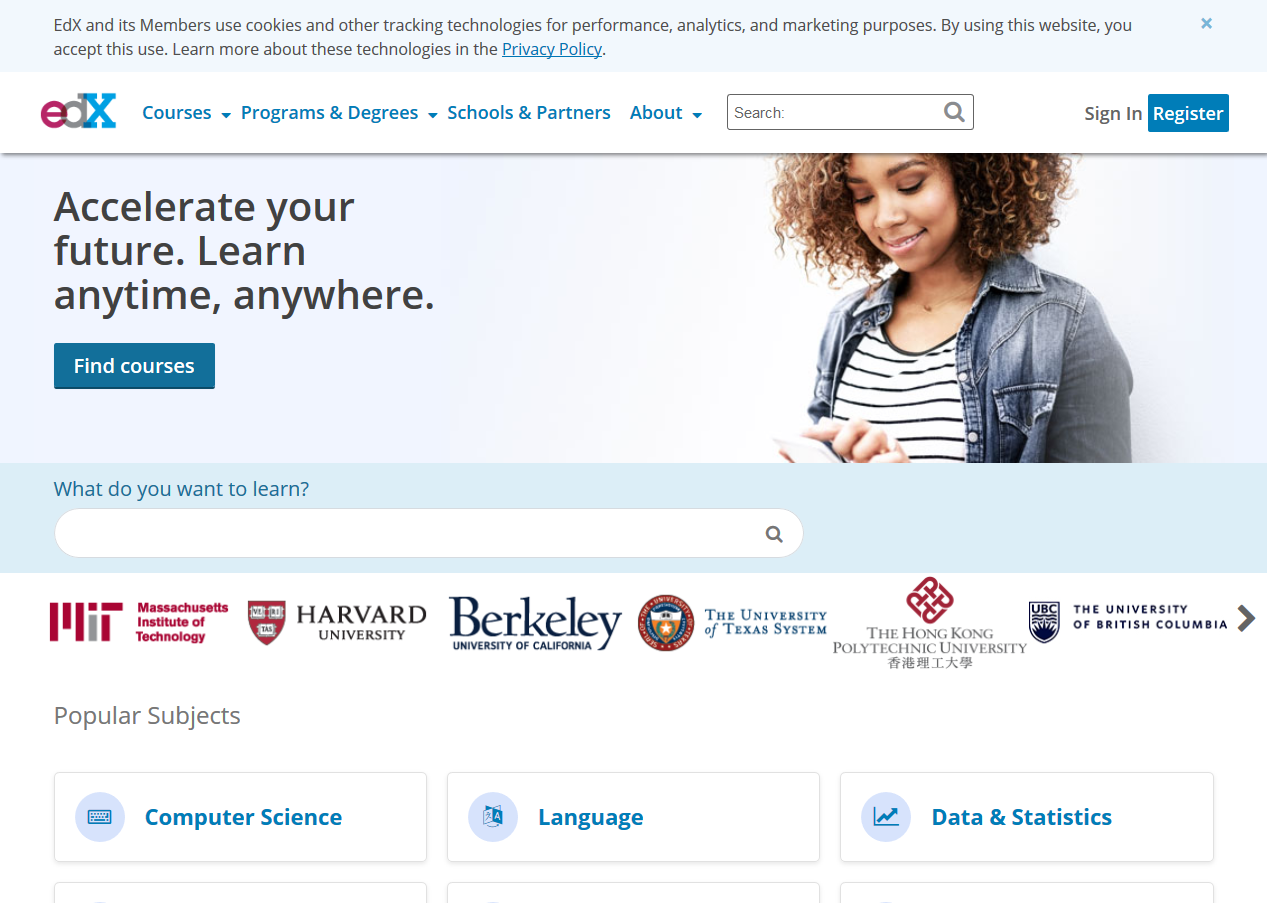 EdX and its Members use cookies and other tracking technologies for performance, analytics, and marketing purposes. By using this website, you
accept this use. Learn more about these technologies in the Privacy Policy.
×
edX
Courses
Programs & Degrees
Schools & Partners
About
Search:
Sign In
Register
Accelerate your
future. Learn
anytime, anywhere.
Find courses
What do you want to learn?
MIT
Massachusetts
Institute of
Technology
VE RI TAS
HARVARD
UNIVERSITY
Berkeley
UNIVERSITY OF CALIFORNIA
THE UNIVERSITY
of TEXAS SYSTEM
THE HONG KONG
POLYTECHNIC UNIVERSITY
香港理工大學
UBC
THE UNIVERSITY
OF BRITISH COLUMBIA
Popular Subjects
Computer Science
Language
Data & Statistics